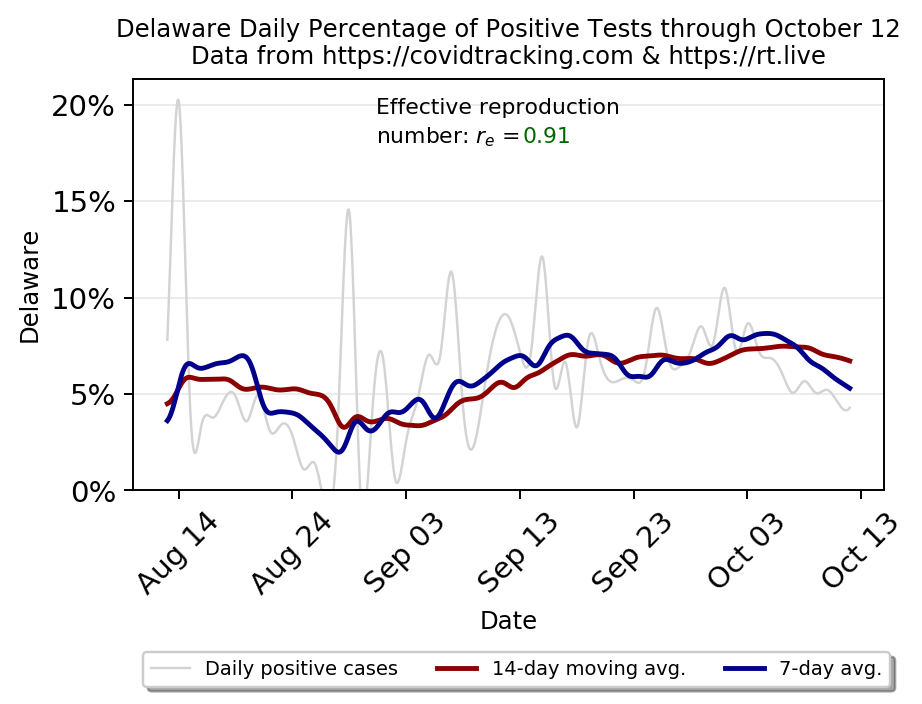 Delaware Daily Percentage of Positive Tests through October 12
Data from https://covidtracking.com & https://rt.live
Effective reproduction
number: r_e = 0.91
20%
15%
10%
5%
0%
Delaware
Aug 14
Aug 24
Sep 03
Sep 13
Sep 23
Oct 03
Oct 13
Date
Daily positive cases
14-day moving avg.
7-day avg.